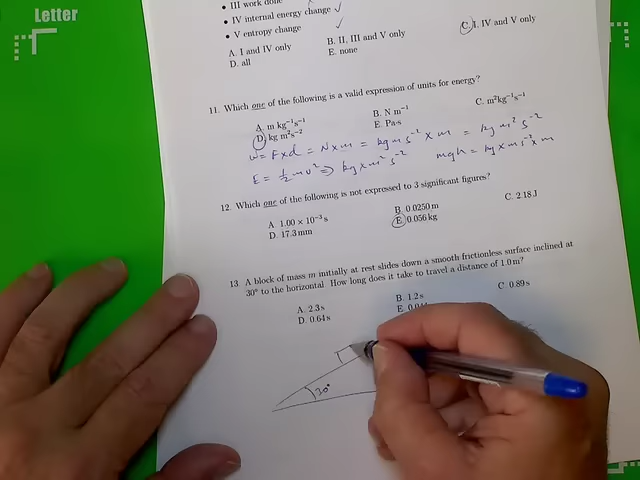 Letter
• III work done
• IV internal energy change ✓
• V entropy change ✓
A. I and IV only B. II, III and V only C. I, IV and V only
D. all E. none
11. Which one of the following is a valid expression of units for energy?
A. m kg⁻¹s⁻¹ B. N m⁻¹ C. m²kg⁻¹s⁻¹
D. kg m²s⁻² E. Pa·s
W = F x d = N x m = kg m s⁻² x m = kg m² s⁻²
E = ½ mv² ⇒ kg x m² s⁻² mgh = kg x m s⁻² x m
12. Which one of the following is not expressed to 3 significant figures?
A. 1.00 × 10⁻³ s B. 0.0250 m C. 2.18 J
D. 17.3 mm E. 0.056 kg
13. A block of mass m initially at rest slides down a smooth frictionless surface inclined at
30° to the horizontal. How long does it take to travel a distance of 1.0 m?
A. 2.3 s B. 1.2 s C. 0.89 s
D. 0.64 s E.
30°